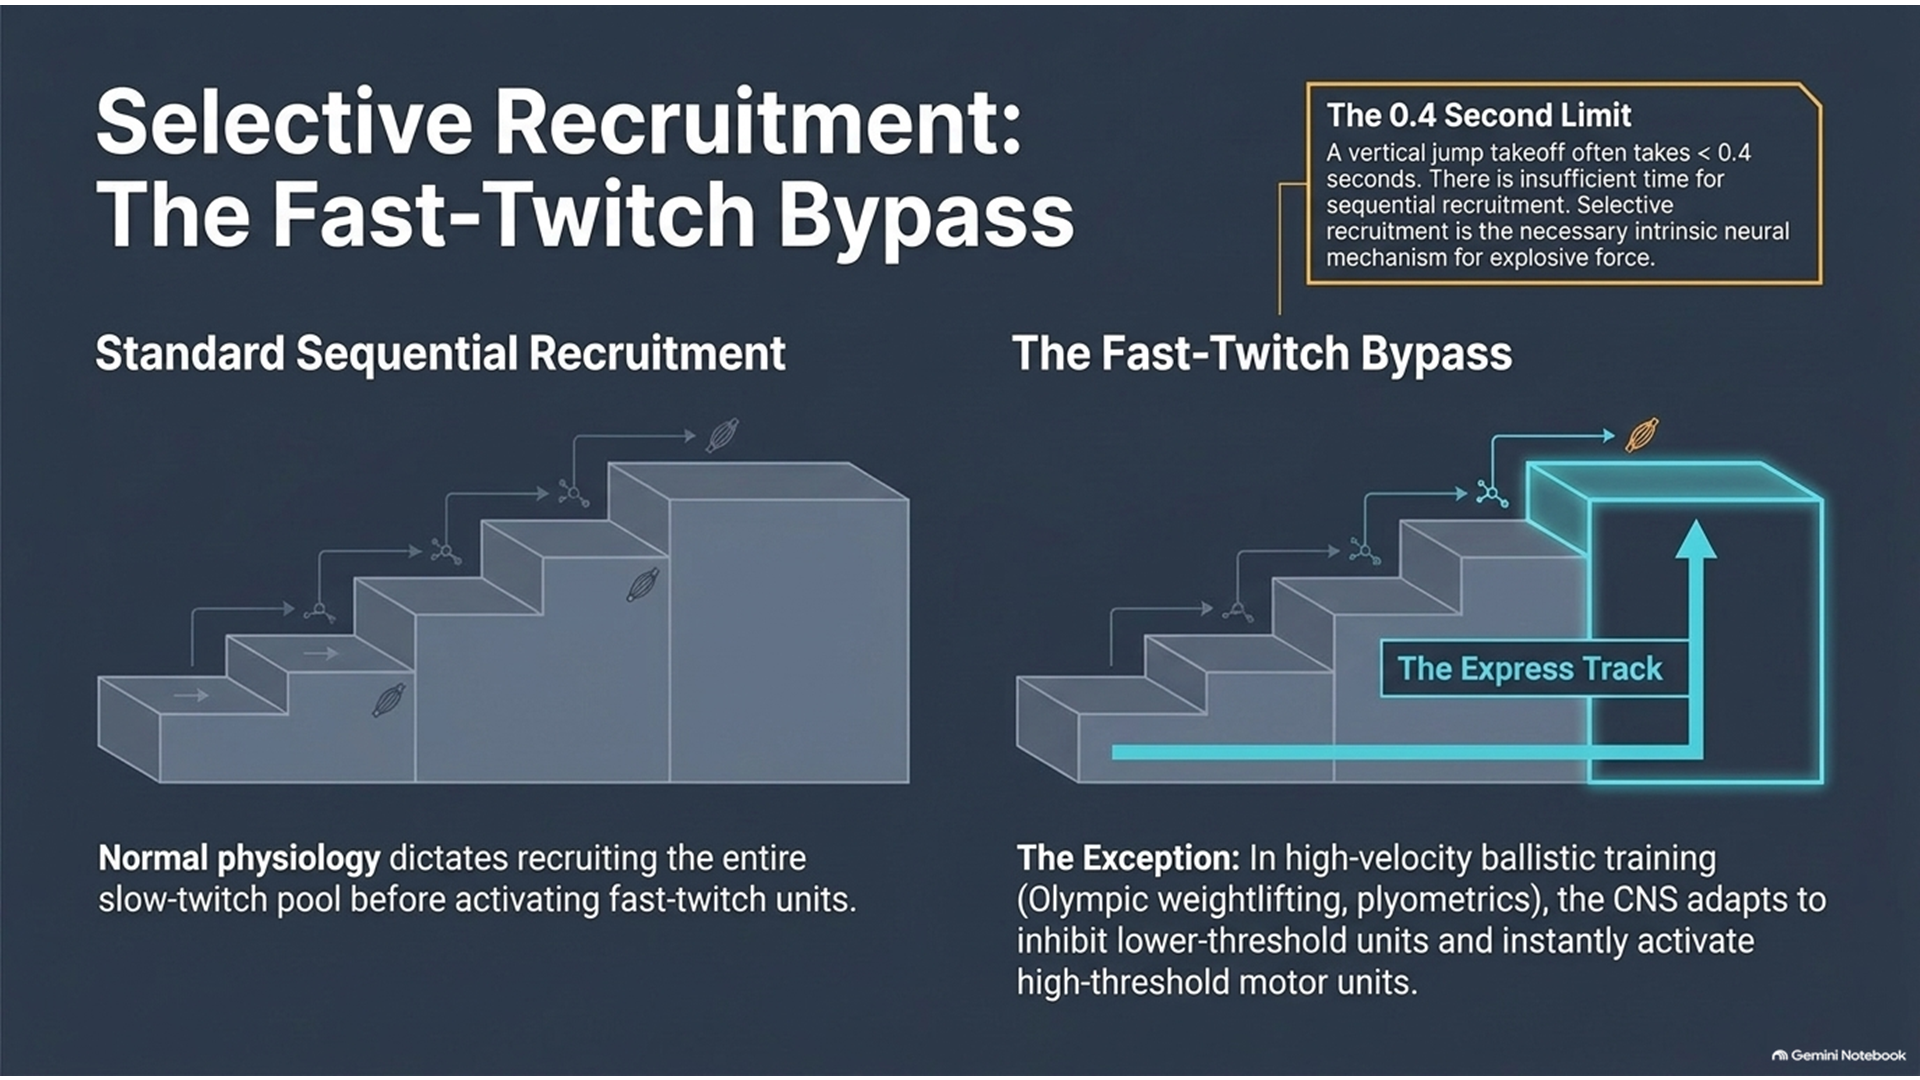 Selective Recruitment:
The Fast-Twitch Bypass
The 0.4 Second Limit
A vertical jump takeoff often takes < 0.4
seconds. There is insufficient time for
sequential recruitment. Selective
recruitment is the necessary intrinsic neural
mechanism for explosive force.
Standard Sequential Recruitment
Normal physiology dictates recruiting the entire
slow-twitch pool before activating fast-twitch units.
The Fast-Twitch Bypass
The Express Track
The Exception: In high-velocity ballistic training
(Olympic weightlifting, plyometrics), the CNS adapts to
inhibit lower-threshold units and instantly activate
high-threshold motor units.
Gemini Notebook